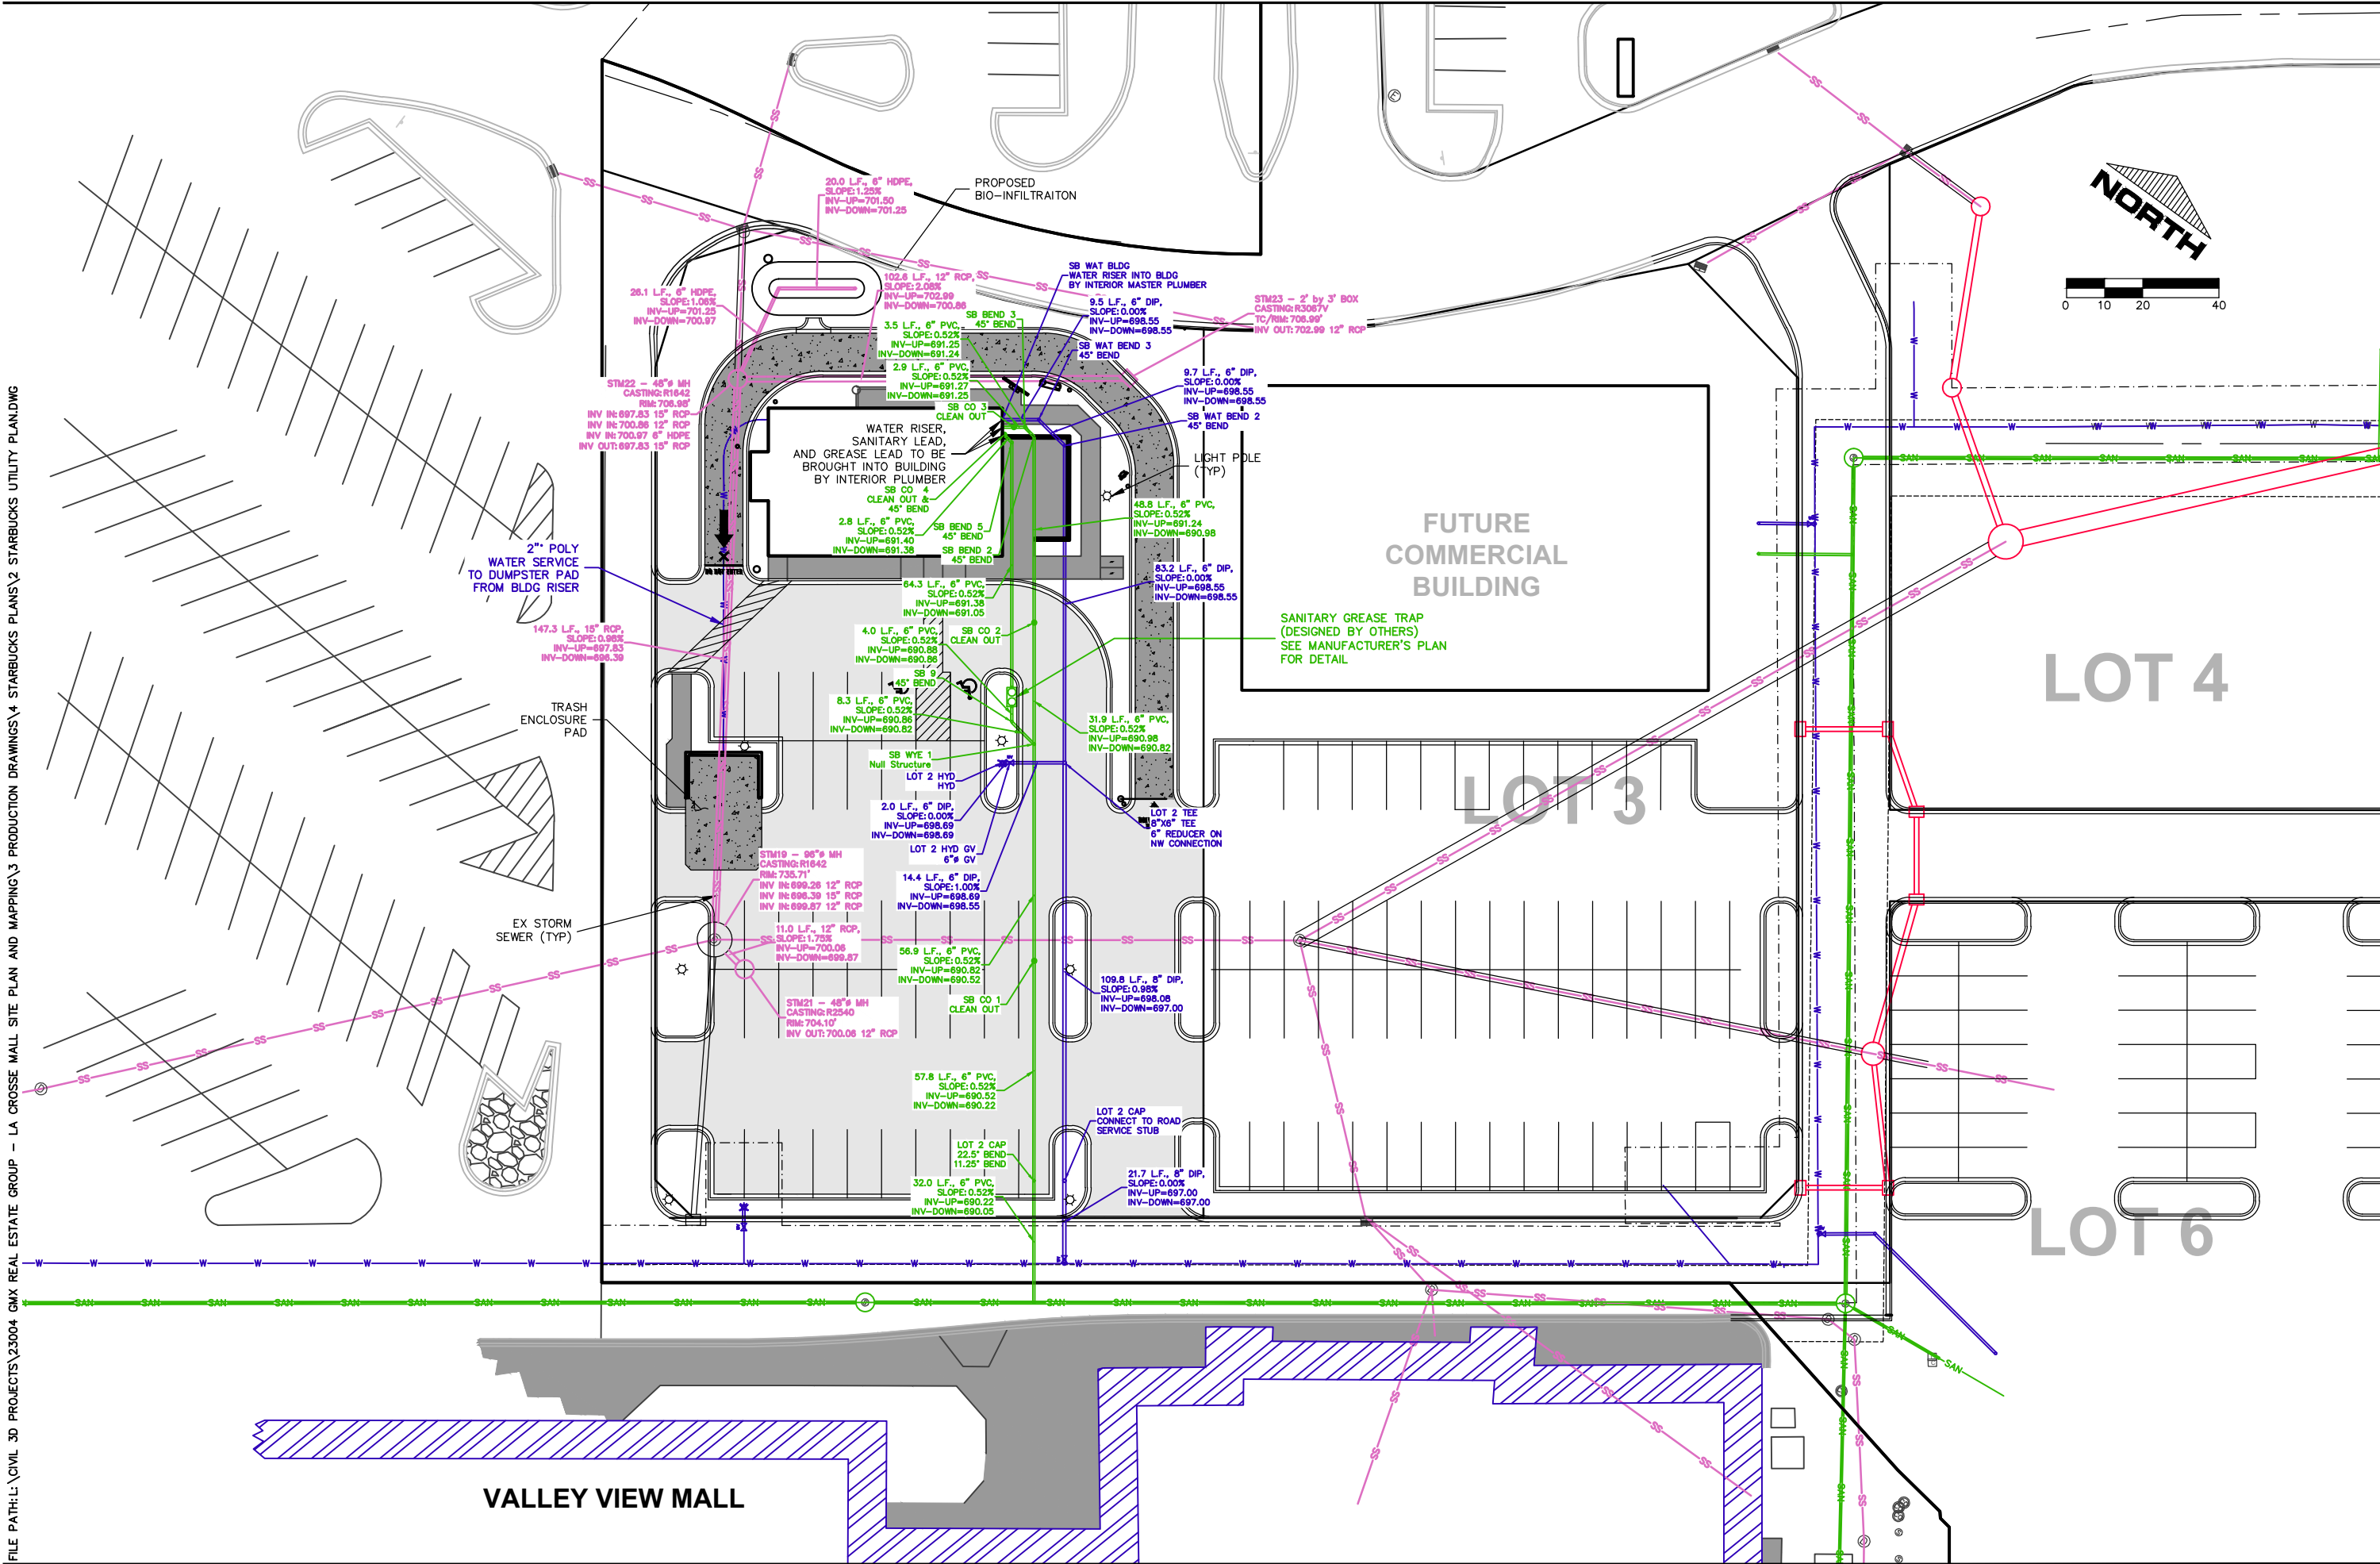 FILE PATH:L:\CIVIL 3D PROJECTS\23004 GMX REAL ESTATE GROUP - LA CROSSE MALL SITE PLAN AND MAPPING\3 PRODUCTION DRAWINGS\4 STARBUCKS PLANS\2 STARBUCKS UTILITY PLAN.DWG
NORTH
0 10 20 40
20.0 L.F., 6" HDPE,
SLOPE:1.25%
INV-UP=701.50
INV-DOWN=701.25
PROPOSED
BIO-INFILTRAITON
26.1 L.F., 6" HDPE,
SLOPE:1.08%
INV-UP=701.25
INV-DOWN=700.97
102.6 L.F., 12" RCP,
SLOPE:2.08%
INV-UP=702.99
INV-DOWN=700.86
SB WAT BLDG
WATER RISER INTO BLDG
BY INTERIOR MASTER PLUMBER
9.5 L.F., 6" DIP,
SLOPE:0.00%
INV-UP=698.55
INV-DOWN=698.55
STM23 - 2' by 3' BOX
CASTING:R3067V
TC/RIM:706.99'
INV OUT:702.99 12" RCP
SB BEND 3
45° BEND
3.5 L.F., 6" PVC,
SLOPE:0.52%
INV-UP=691.25
INV-DOWN=691.24
SB WAT BEND 3
45° BEND
2.9 L.F., 6" PVC,
SLOPE:0.52%
INV-UP=691.27
INV-DOWN=691.25
9.7 L.F., 6" DIP,
SLOPE:0.00%
INV-UP=698.55
INV-DOWN=698.55
STM22 - 48"ø MH
CASTING:R1642
RIM:706.98'
INV IN:697.83 15" RCP
INV IN:700.86 12" RCP
INV IN:700.97 6" HDPE
INV OUT:697.83 15" RCP
SB CO 3
CLEAN OUT
SB WAT BEND 2
45° BEND
WATER RISER,
SANITARY LEAD,
AND GREASE LEAD TO BE
BROUGHT INTO BUILDING
BY INTERIOR PLUMBER
LIGHT POLE
(TYP)
SB CO 4
CLEAN OUT &
45° BEND
2.8 L.F., 6" PVC,
SLOPE:0.52%
INV-UP=691.40
INV-DOWN=691.38
SB BEND 5
45° BEND
SB BEND 2
45° BEND
48.8 L.F., 6" PVC,
SLOPE:0.52%
INV-UP=691.24
INV-DOWN=690.98
FUTURE
COMMERCIAL
BUILDING
2"" POLY
WATER SERVICE
TO DUMPSTER PAD
FROM BLDG RISER
83.2 L.F., 6" DIP,
SLOPE:0.00%
INV-UP=698.55
INV-DOWN=698.55
64.3 L.F., 6" PVC,
SLOPE:0.52%
INV-UP=691.38
INV-DOWN=691.05
147.3 L.F., 15" RCP,
SLOPE:0.98%
INV-UP=697.83
INV-DOWN=696.39
4.0 L.F., 6" PVC,
SLOPE:0.52%
INV-UP=690.88
INV-DOWN=690.86
SB CO 2
CLEAN OUT
SANITARY GREASE TRAP
(DESIGNED BY OTHERS)
SEE MANUFACTURER'S PLAN
FOR DETAIL
LOT 4
SB 9
45° BEND
TRASH
ENCLOSURE
PAD
8.3 L.F., 6" PVC,
SLOPE:0.52%
INV-UP=690.86
INV-DOWN=690.82
31.9 L.F., 6" PVC,
SLOPE:0.52%
INV-UP=690.98
INV-DOWN=690.82
SB WYE 1
Null Structure
LOT 2 HYD
HYD
LOT 3
2.0 L.F., 6" DIP,
SLOPE:0.00%
INV-UP=698.69
INV-DOWN=698.69
LOT 2 TEE
8"X6" TEE
6" REDUCER ON
NW CONNECTION
LOT 2 HYD GV
6"ø GV
STM19 - 96"ø MH
CASTING:R1642
RIM:735.71'
INV IN:699.26 12" RCP
INV IN:696.39 15" RCP
INV IN:699.87 12" RCP
14.4 L.F., 6" DIP,
SLOPE:1.00%
INV-UP=698.69
INV-DOWN=698.55
EX STORM
SEWER (TYP)
11.0 L.F., 12" RCP,
SLOPE:1.75%
INV-UP=700.06
INV-DOWN=699.87
56.9 L.F., 6" PVC,
SLOPE:0.52%
INV-UP=690.82
INV-DOWN=690.52
109.8 L.F., 8" DIP,
SLOPE:0.98%
INV-UP=698.08
INV-DOWN=697.00
STM21 - 48"ø MH
CASTING:R2540
RIM:704.10'
INV OUT:700.06 12" RCP
SB CO 1
CLEAN OUT
57.8 L.F., 6" PVC,
SLOPE:0.52%
INV-UP=690.52
INV-DOWN=690.22
LOT 2 CAP
CONNECT TO ROAD
SERVICE STUB
LOT 2 CAP
22.5° BEND
11.25° BEND
32.0 L.F., 6" PVC,
SLOPE:0.52%
INV-UP=690.22
INV-DOWN=690.05
21.7 L.F., 8" DIP,
SLOPE:0.00%
INV-UP=697.00
INV-DOWN=697.00
LOT 6
VALLEY VIEW MALL